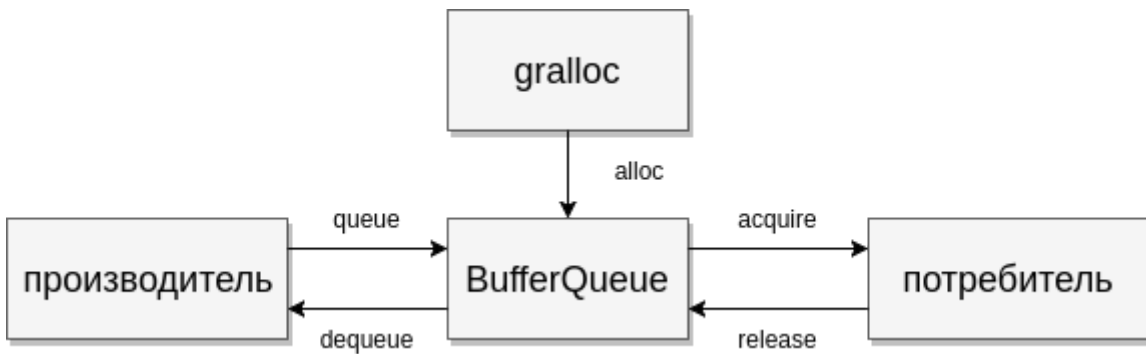 gralloc
alloc
queue
acquire
производитель
BufferQueue
потребитель
dequeue
release